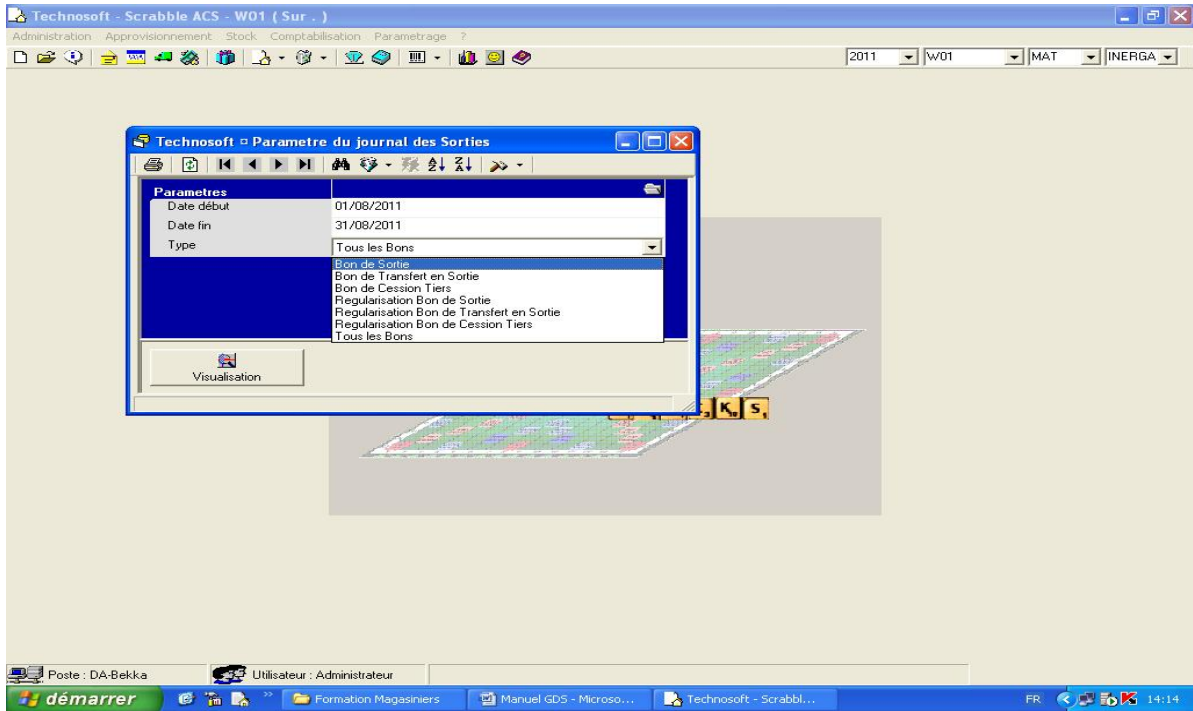 Technosoft - Scrabble ACS - W01 ( Sur . )
Administration Approvisionnement Stock Comptabilisation Parametrage ?
2011 W01 MAT INERGA
Technosoft ¤ Parametre du journal des Sorties
Parametres
Date début 01/08/2011
Date fin 31/08/2011
Type Tous les Bons
Bon de Sortie
Bon de Transfert en Sortie
Bon de Cession Tiers
Regularisation Bon de Sortie
Regularisation Bon de Transfert en Sortie
Regularisation Bon de Cession Tiers
Tous les Bons
Visualisation
K S
Poste : DA-Bekka Utilisateur : Administrateur
démarrer Formation Magasiniers Manuel GDS - Microso... Technosoft - Scrabbl... FR 14:14